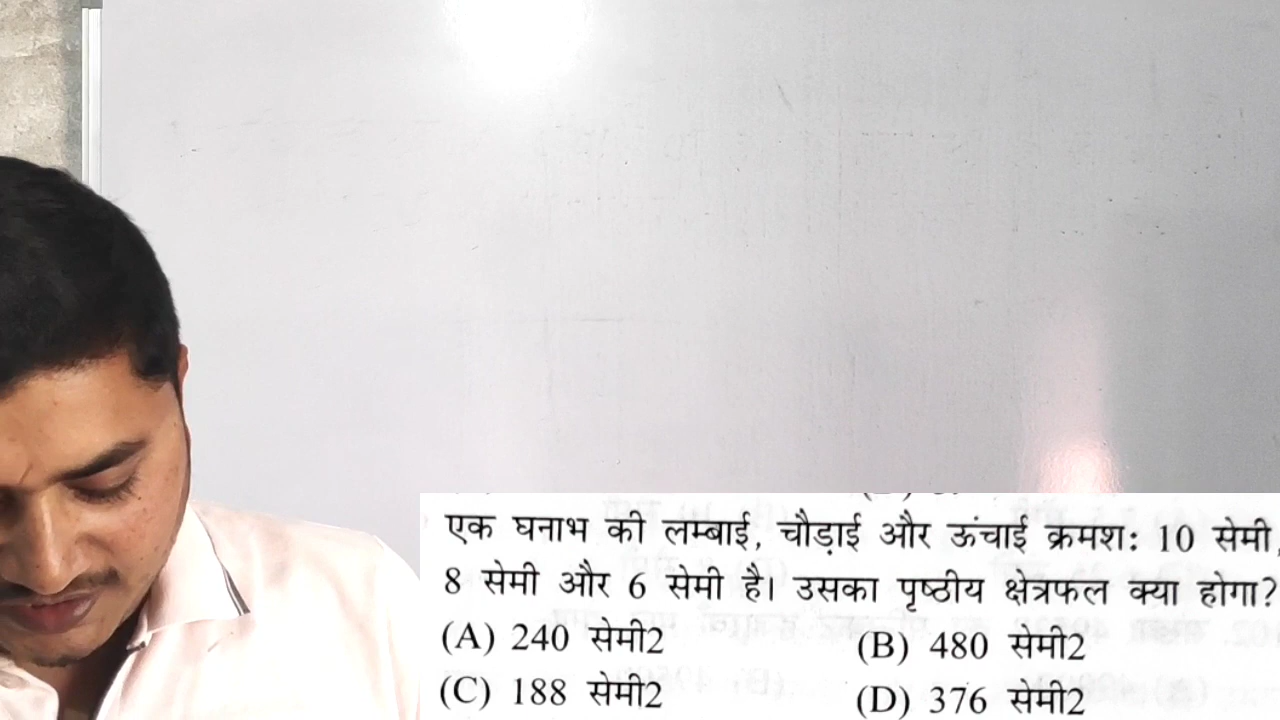 एक घनाभ की लम्बाई, चौड़ाई और ऊंचाई क्रमश: 10 सेमी,
8 सेमी और 6 सेमी है। उसका पृष्ठीय क्षेत्रफल क्या होगा?
(A) 240 सेमी2 (B) 480 सेमी2
(C) 188 सेमी2 (D) 376 सेमी2